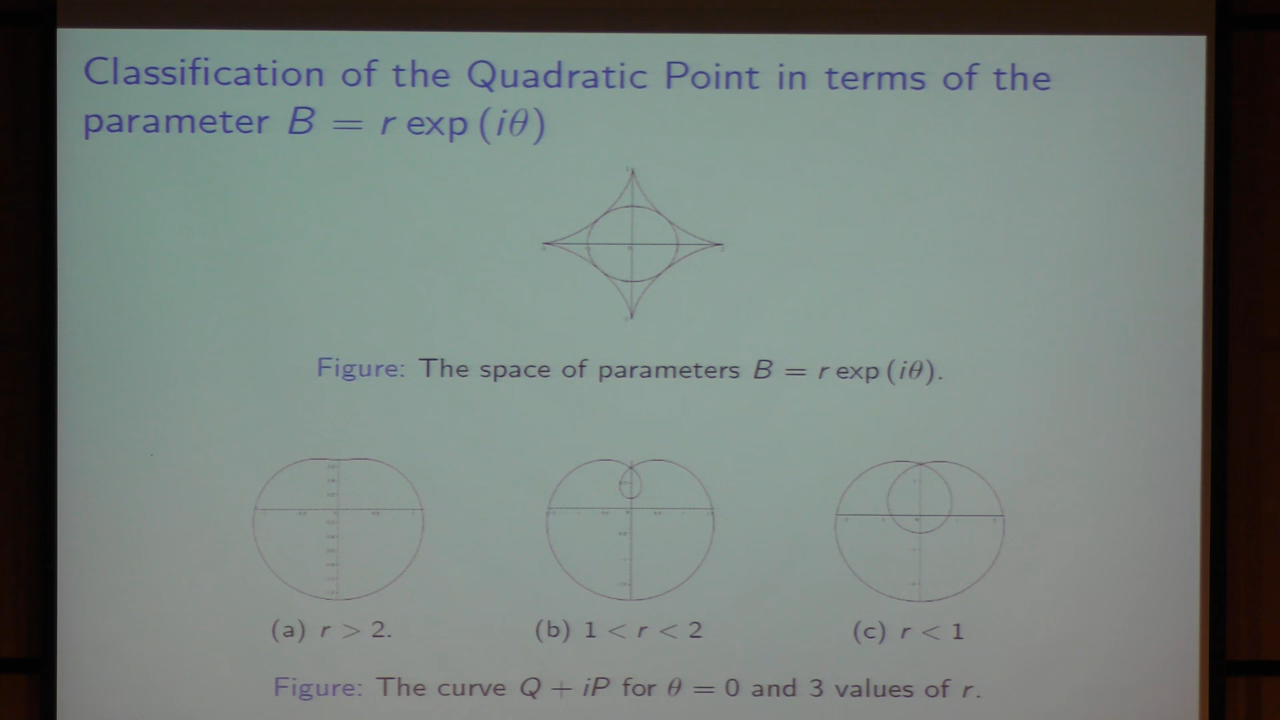 Classification of the Quadratic Point in terms of the
parameter B = r exp (iθ)
Figure: The space of parameters B = r exp (iθ).
(a) r > 2.
(b) 1 < r < 2
(c) r < 1
Figure: The curve Q + iP for θ = 0 and 3 values of r.